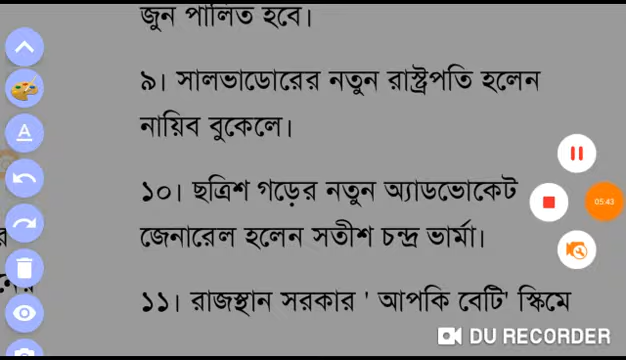 জুন পালিত হবে।
৯। সালভাডোরের নতুন রাস্ট্রপতি হলেন
নায়িব বুকেলে।
১০। ছত্রিশ গড়ের নতুন অ্যাডভোকেট
জেনারেল হলেন সতীশ চন্দ্র ভার্মা।
১১। রাজস্থান সরকার ' আপকি বেটি' স্কিমে
05:43
DU RECORDER